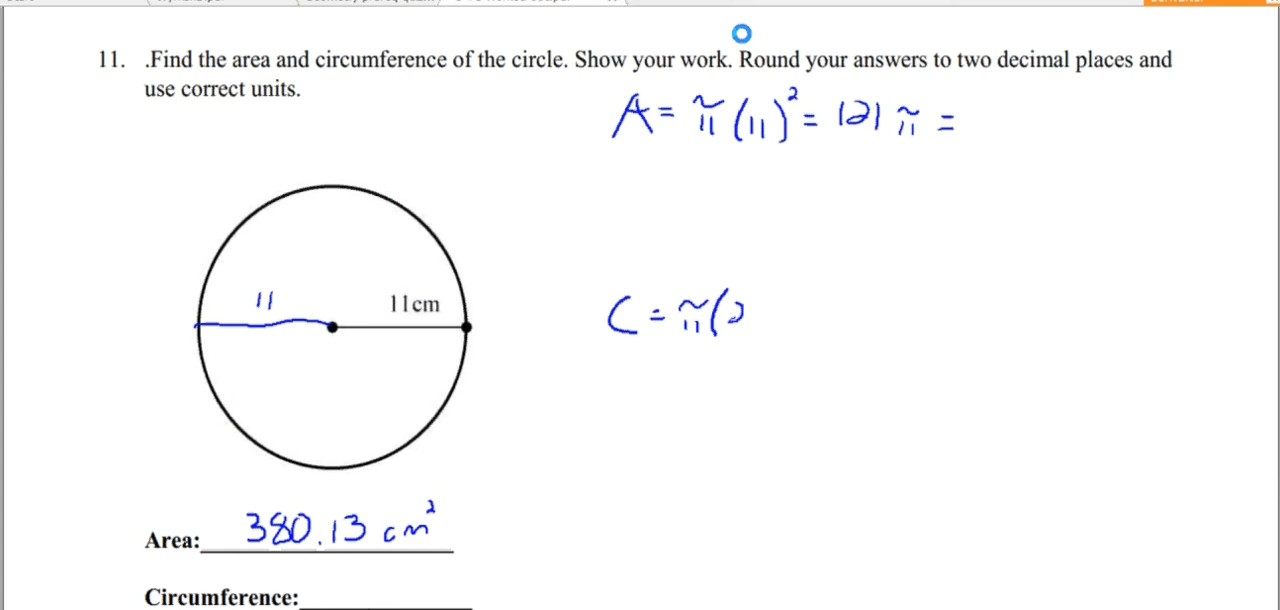 11. .Find the area and circumference of the circle. Show your work. Round your answers to two decimal places and
use correct units.
A = π (11)² = 121 π =
11
11cm
C = π(2
Area: 380.13 cm²
Circumference: